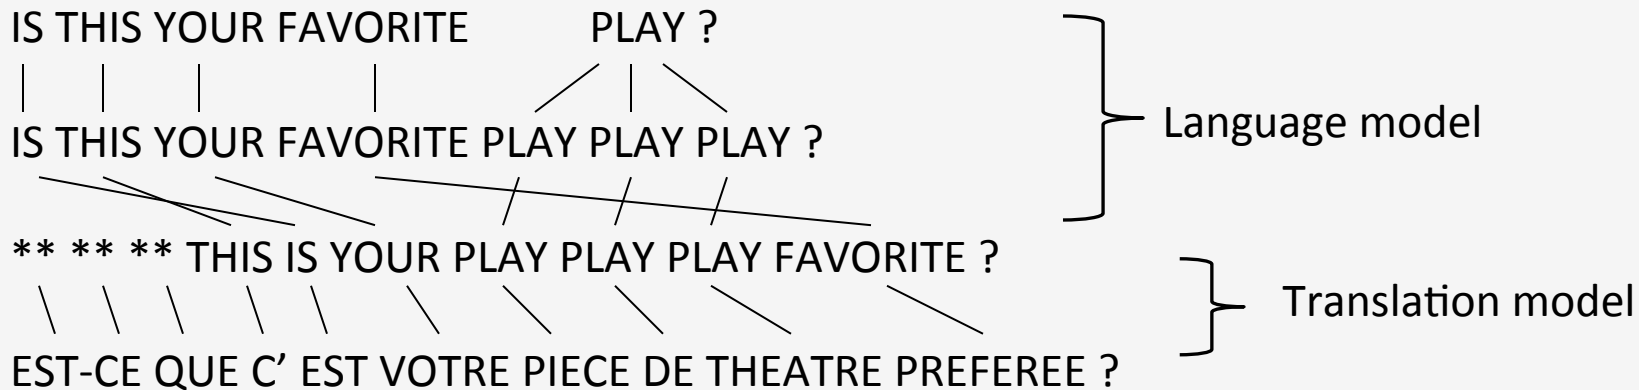 IS THIS YOUR FAVORITE PLAY ?
IS THIS YOUR FAVORITE PLAY PLAY PLAY ?
Language model
** ** ** THIS IS YOUR PLAY PLAY PLAY FAVORITE ?
Translation model
EST-CE QUE C’ EST VOTRE PIECE DE THEATRE PREFEREE ?